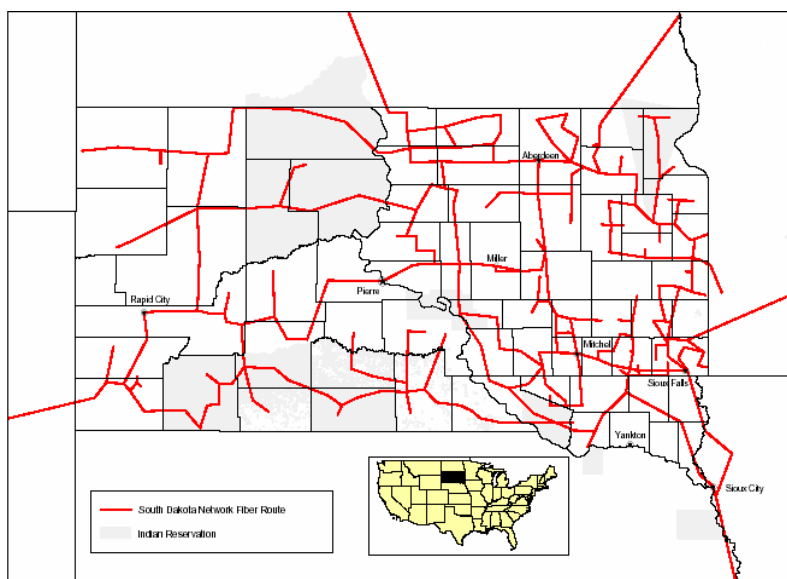 Aberdeen
Miller
Pierre
Rapid City
Mitchell
Sioux Falls
Yankton
Sioux City
South Dakota Network Fiber Route
Indian Reservation